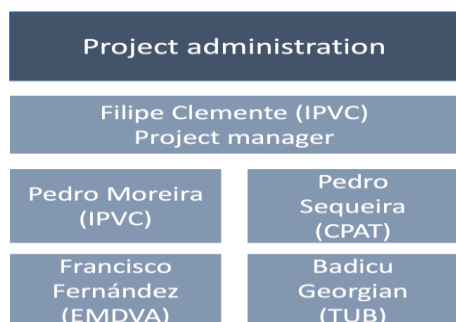 Project administration
Filipe Clemente (IPVC)
Project manager
Pedro Moreira
(IPVC)
Pedro
Sequeira
(CPAT)
Francisco
Fernández
(EMDVA)
Badicu
Georgian
(TUB)